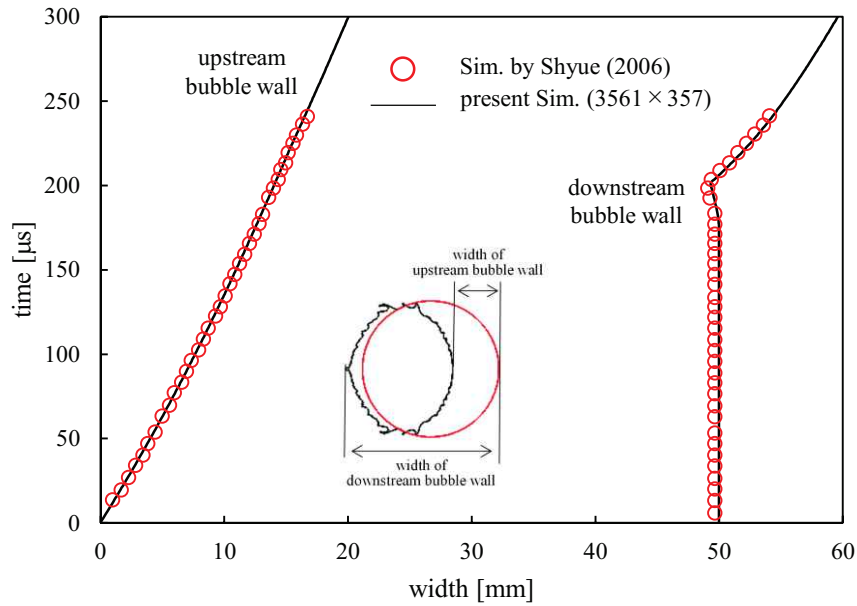 300
250
200
150
100
50
0
time [μs]
upstream
bubble wall
Sim. by Shyue (2006)
present Sim. (3561×357)
downstream
bubble wall
width of
upstream bubble wall
width of
downstream bubble wall
0
10
20
30
40
50
60
width [mm]